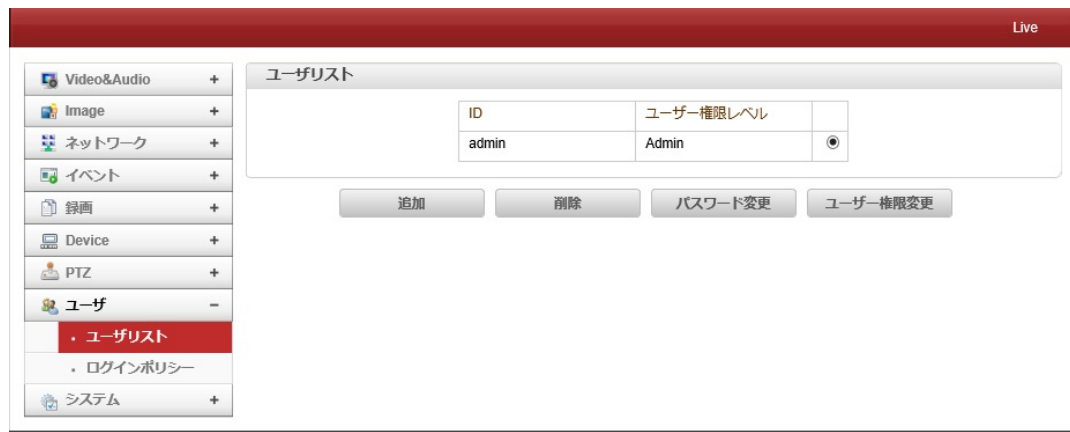 Live
Video&Audio +
Image +
ネットワーク +
イベント +
録画 +
Device +
PTZ +
ユーザ -
・ ユーザリスト
・ ログインポリシー
システム +
ユーザリスト
ID ユーザー権限レベル
admin Admin
追加 削除 パスワード変更 ユーザー権限変更